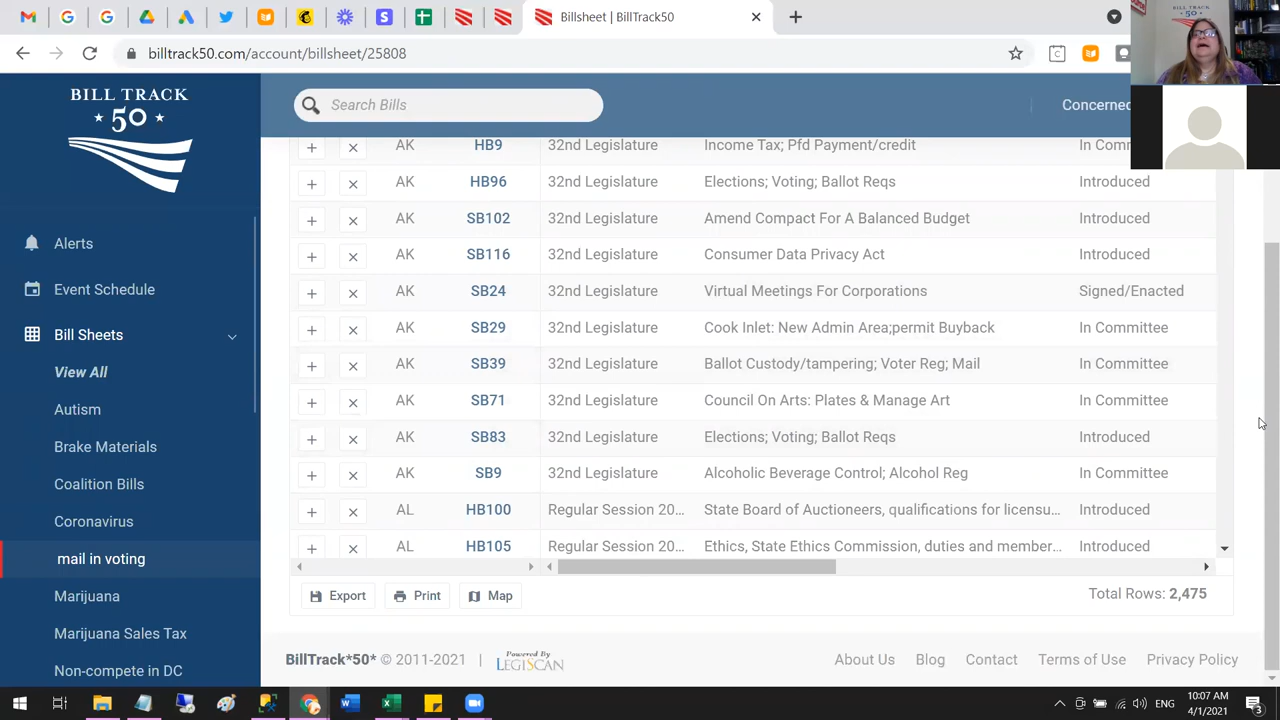 Billsheet | BillTrack50
billtrack50.com/account/billsheet/25808
BILL TRACK
50
BILL TRACK
50
Search Bills
Concerned
Alerts
Event Schedule
Bill Sheets
View All
Autism
Brake Materials
Coalition Bills
Coronavirus
mail in voting
Marijuana
Marijuana Sales Tax
Non-compete in DC
+ × AK HB9 32nd Legislature Income Tax; Pfd Payment/credit In Comm
+ × AK HB96 32nd Legislature Elections; Voting; Ballot Reqs Introduced
+ × AK SB102 32nd Legislature Amend Compact For A Balanced Budget Introduced
+ × AK SB116 32nd Legislature Consumer Data Privacy Act Introduced
+ × AK SB24 32nd Legislature Virtual Meetings For Corporations Signed/Enacted
+ × AK SB29 32nd Legislature Cook Inlet: New Admin Area;permit Buyback In Committee
+ × AK SB39 32nd Legislature Ballot Custody/tampering; Voter Reg; Mail In Committee
+ × AK SB71 32nd Legislature Council On Arts: Plates & Manage Art In Committee
+ × AK SB83 32nd Legislature Elections; Voting; Ballot Reqs Introduced
+ × AK SB9 32nd Legislature Alcoholic Beverage Control; Alcohol Reg In Committee
+ × AL HB100 Regular Session 20... State Board of Auctioneers, qualifications for licensu... Introduced
+ × AL HB105 Regular Session 20... Ethics, State Ethics Commission, duties and member... Introduced
Export Print Map Total Rows: 2,475
BillTrack*50* © 2011-2021 | Powered By LEGISCAN About Us Blog Contact Terms of Use Privacy Policy
ENG 10:07 AM
4/1/2021
3